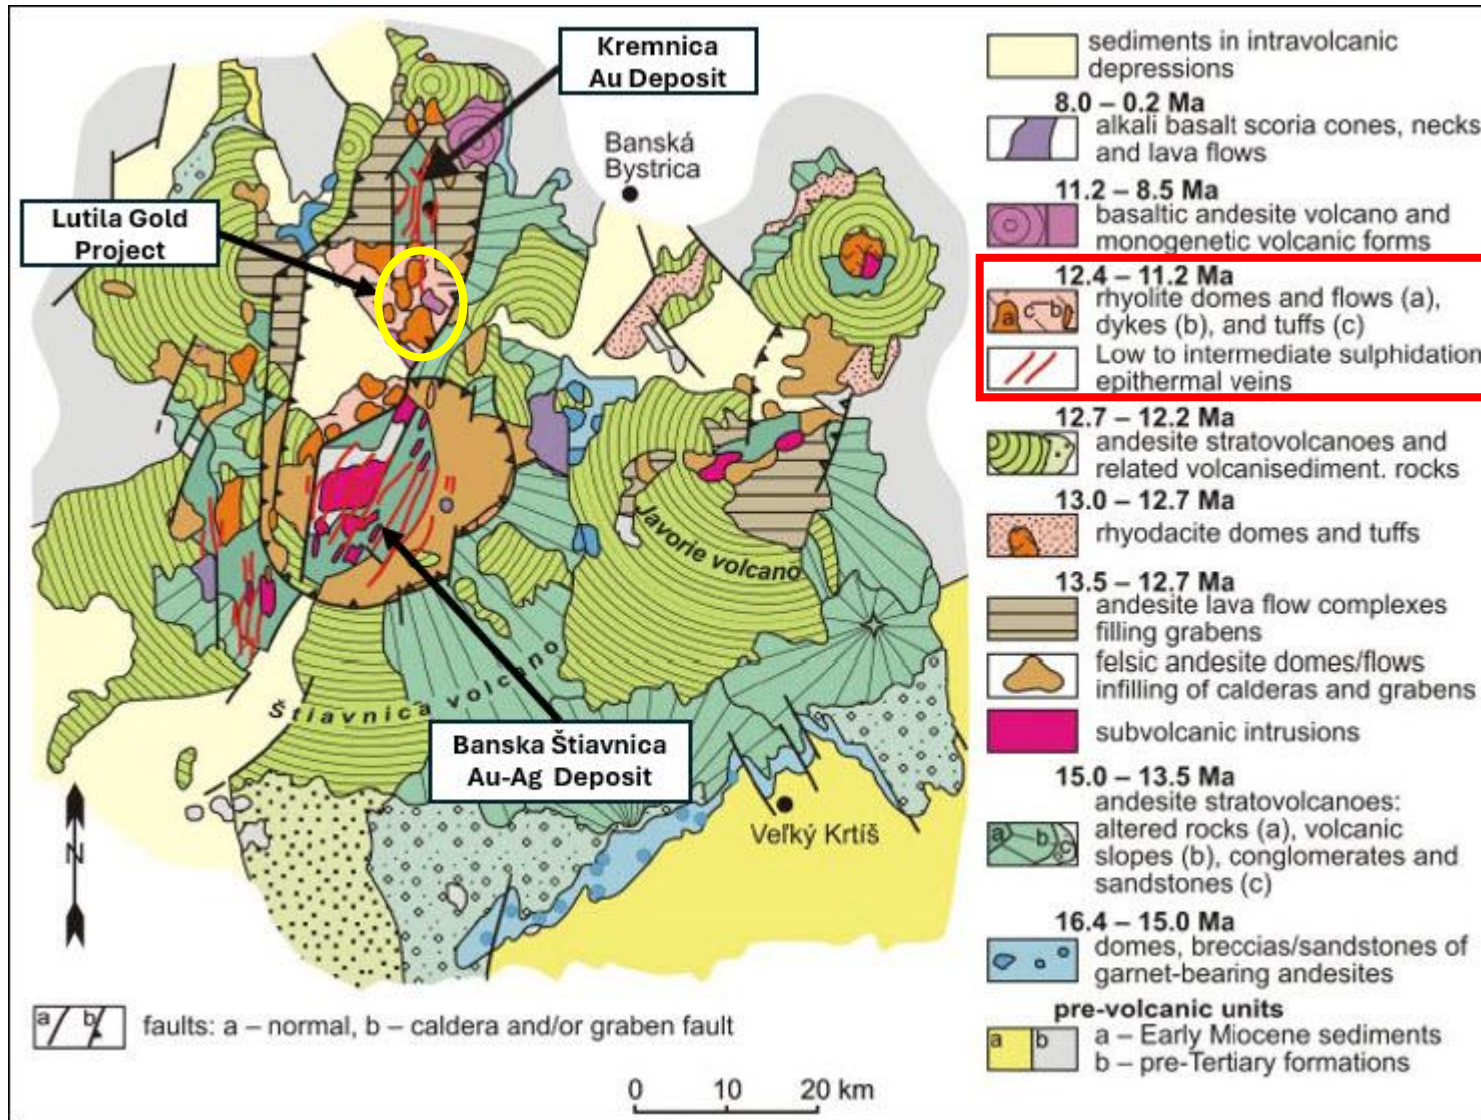 Kremnica
Au Deposit
Lutila Gold
Project
Banská
Bystrica
Javorie volcano
Štiavnica volcano
Banska Štiavnica
Au-Ag Deposit
Veľký Krtíš
N
sediments in intravolcanic
depressions
8.0 – 0.2 Ma
alkali basalt scoria cones, necks
and lava flows
11.2 – 8.5 Ma
basaltic andesite volcano and
monogenetic volcanic forms
12.4 – 11.2 Ma
a c b
rhyolite domes and flows (a),
dykes (b), and tuffs (c)
Low to intermediate sulphidation
epithermal veins
12.7 – 12.2 Ma
andesite stratovolcanoes and
related volcanisediment. rocks
13.0 – 12.7 Ma
rhyodacite domes and tuffs
13.5 – 12.7 Ma
andesite lava flow complexes
filling grabens
felsic andesite domes/flows
infilling of calderas and grabens
subvolcanic intrusions
15.0 – 13.5 Ma
andesite stratovolcanoes:
a b c
altered rocks (a), volcanic
slopes (b), conglomerates and
sandstones (c)
16.4 – 15.0 Ma
domes, breccias/sandstones of
garnet-bearing andesites
pre-volcanic units
a b
a – Early Miocene sediments
b – pre-Tertiary formations
a b
faults: a – normal, b – caldera and/or graben fault
0 10 20 km